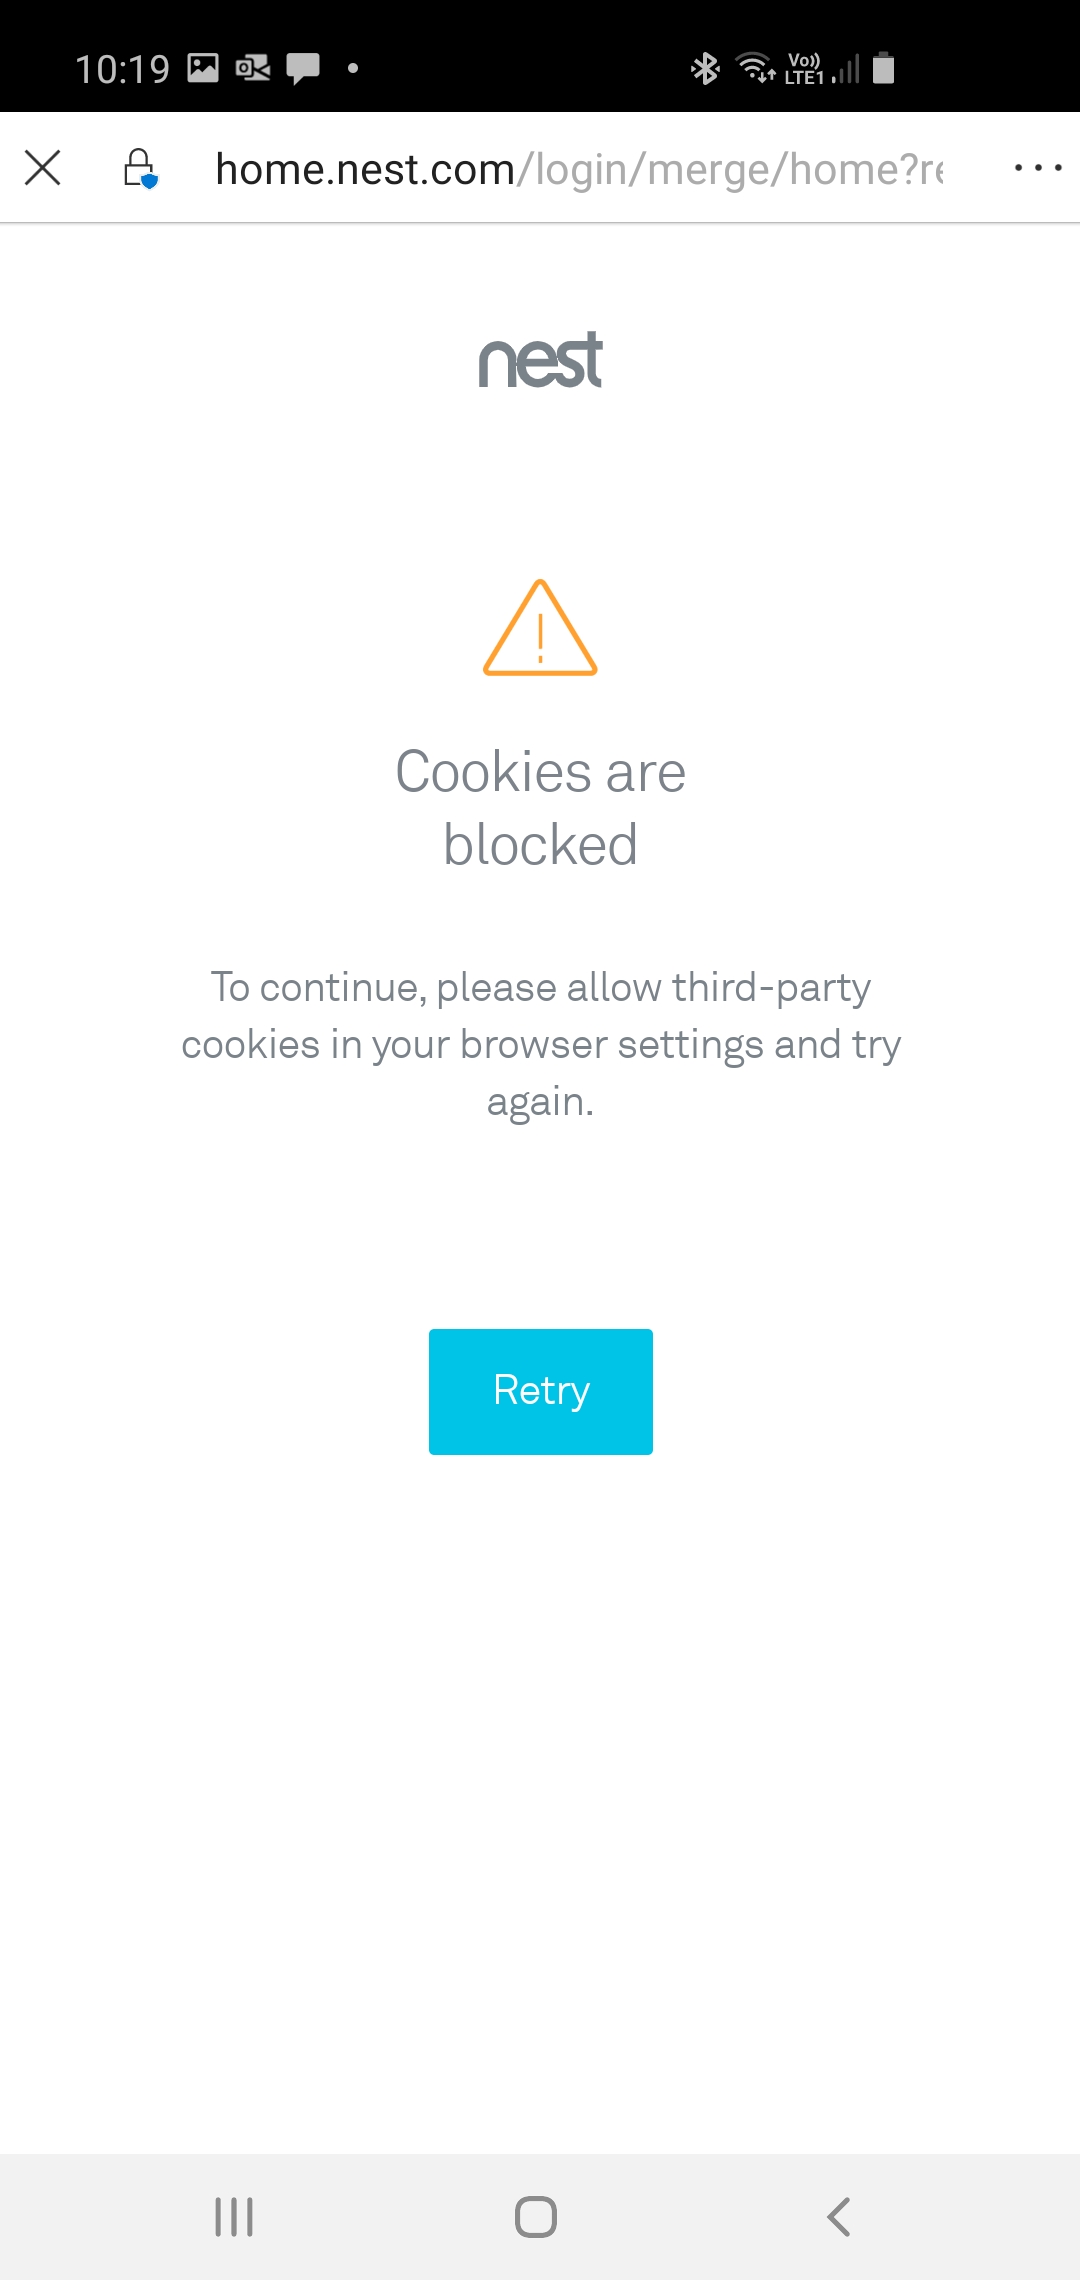 10:19
Vo))
LTE1
home.nest.com/login/merge/home?re
nest
Cookies are
blocked
To continue, please allow third-party
cookies in your browser settings and try
again.
Retry